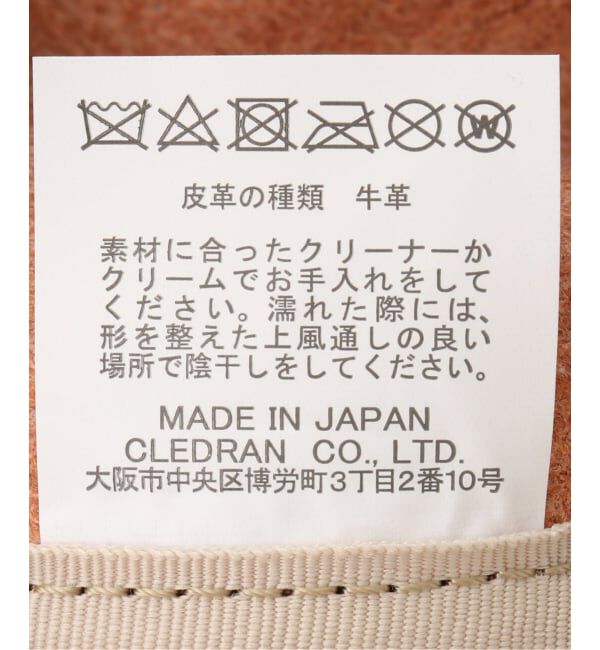 皮革の種類　牛革
素材に合ったクリーナーか
クリームでお手入れをして
ください。濡れた際には、
形を整えた上風通しの良い
場所で陰干しをしてください。
MADE IN JAPAN
CLEDRAN CO., LTD.
大阪市中央区博労町3丁目2番10号